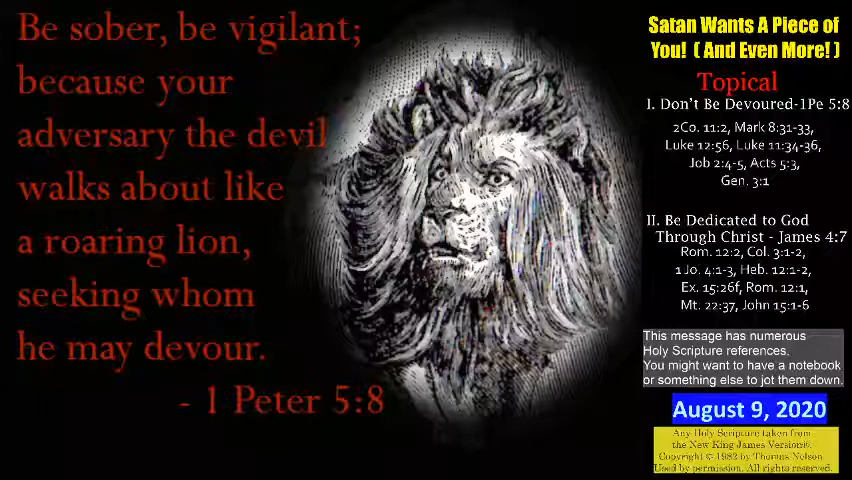 Be sober, be vigilant;
because your
adversary the devil
walks about like
a roaring lion,
seeking whom
he may devour.
- 1 Peter 5:8
Satan Wants A Piece of
You! ( And Even More! )
Topical
I. Don't Be Devoured-1Pe 5:8
2Co. 11:2, Mark 8:31-33,
Luke 12:56, Luke 11:34-36,
Job 2:4-5, Acts 5:3,
Gen. 3:1
II. Be Dedicated to God
Through Christ - James 4:7
Rom. 12:2, Col. 3:1-2,
1 Jo. 4:1-3, Heb. 12:1-2,
Ex. 15:26f, Rom. 12:1,
Mt. 22:37, John 15:1-6
This message has numerous
Holy Scripture references.
You might want to have a notebook
or something else to jot them down.
August 9, 2020
Any Holy Scripture taken from
the New King James Version®.
Copyright © 1982 by Thomas Nelson.
Used by permission. All rights reserved.